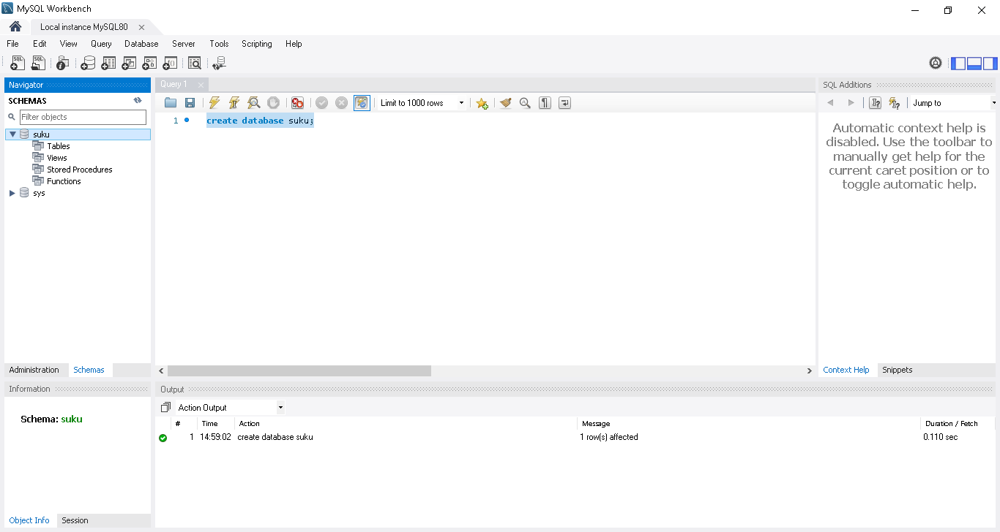 MySQL Workbench
Local instance MySQL80
File Edit View Query Database Server Tools Scripting Help
Navigator
SCHEMAS
Filter objects
suku
Tables
Views
Stored Procedures
Functions
sys
Administration Schemas
Information
Schema: suku
Object Info Session
Query 1
Limit to 1000 rows
1 create database suku;
Output
Action Output
# Time Action Message Duration / Fetch
1 14:59:02 create database suku 1 row(s) affected 0.110 sec
SQL Additions
Jump to
Automatic context help is
disabled. Use the toolbar to
manually get help for the
current caret position or to
toggle automatic help.
Context Help Snippets